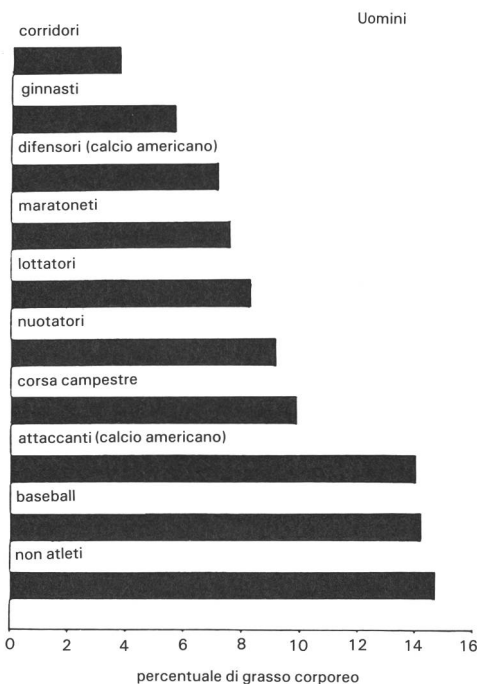 Uomini
corridori
ginnasti
difensori (calcio americano)
maratoneti
lottatori
nuotatori
corsa campestre
attaccanti (calcio americano)
baseball
non atleti
0 2 4 6 8 10 12 14 16
percentuale di grasso corporeo